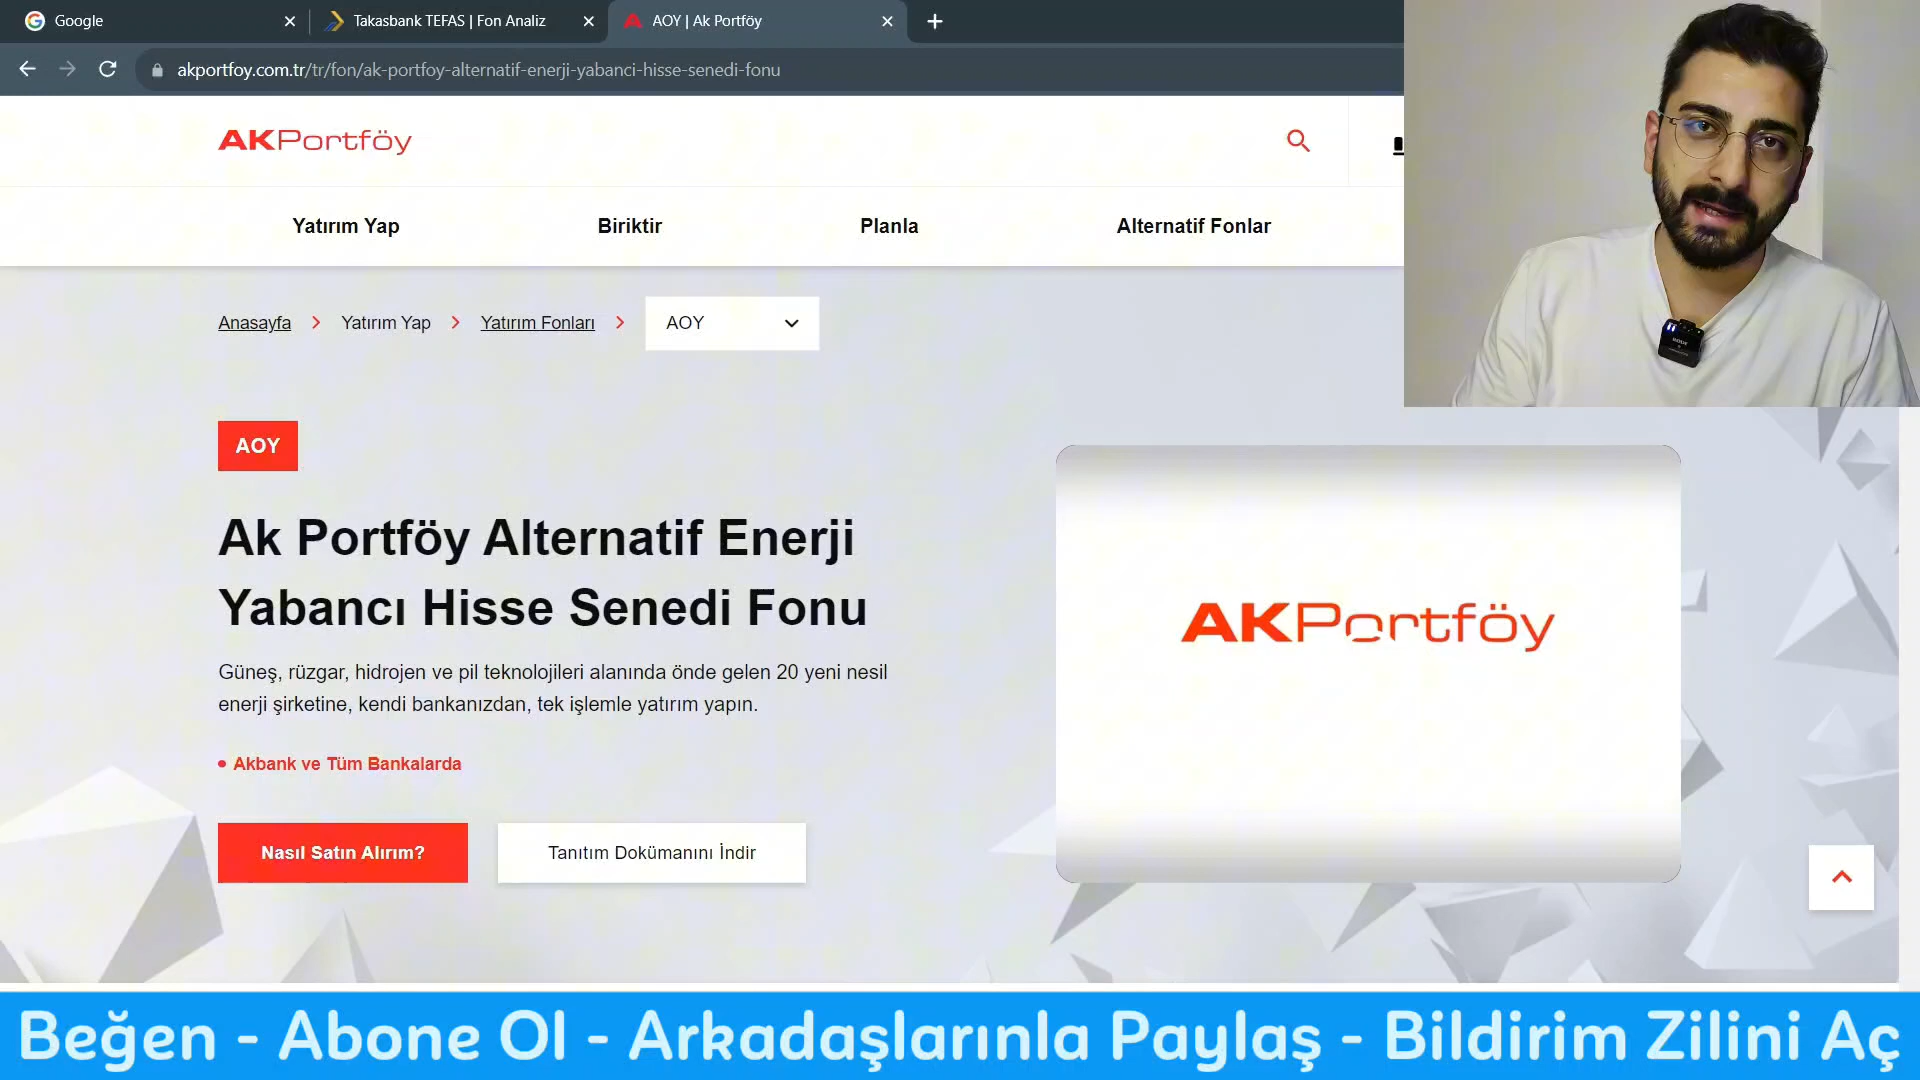 Google
Takasbank TEFAS | Fon Analiz
AOY | Ak Portföy
akportfoy.com.tr/tr/fon/ak-portfoy-alternatif-enerji-yabanci-hisse-senedi-fonu
AKPortföy
Yatırım Yap
Biriktir
Planla
Alternatif Fonlar
Anasayfa
Yatırım Yap
Yatırım Fonları
AOY
AOY
Ak Portföy Alternatif Enerji
Yabancı Hisse Senedi Fonu
Güneş, rüzgar, hidrojen ve pil teknolojileri alanında önde gelen 20 yeni nesil
enerji şirketine, kendi bankanızdan, tek işlemle yatırım yapın.
Akbank ve Tüm Bankalarda
Nasıl Satın Alırım?
Tanıtım Dokümanını İndir
AKPortföy
Beğen - Abone Ol - Arkadaşlarınla Paylaş - Bildirim Zilini Aç